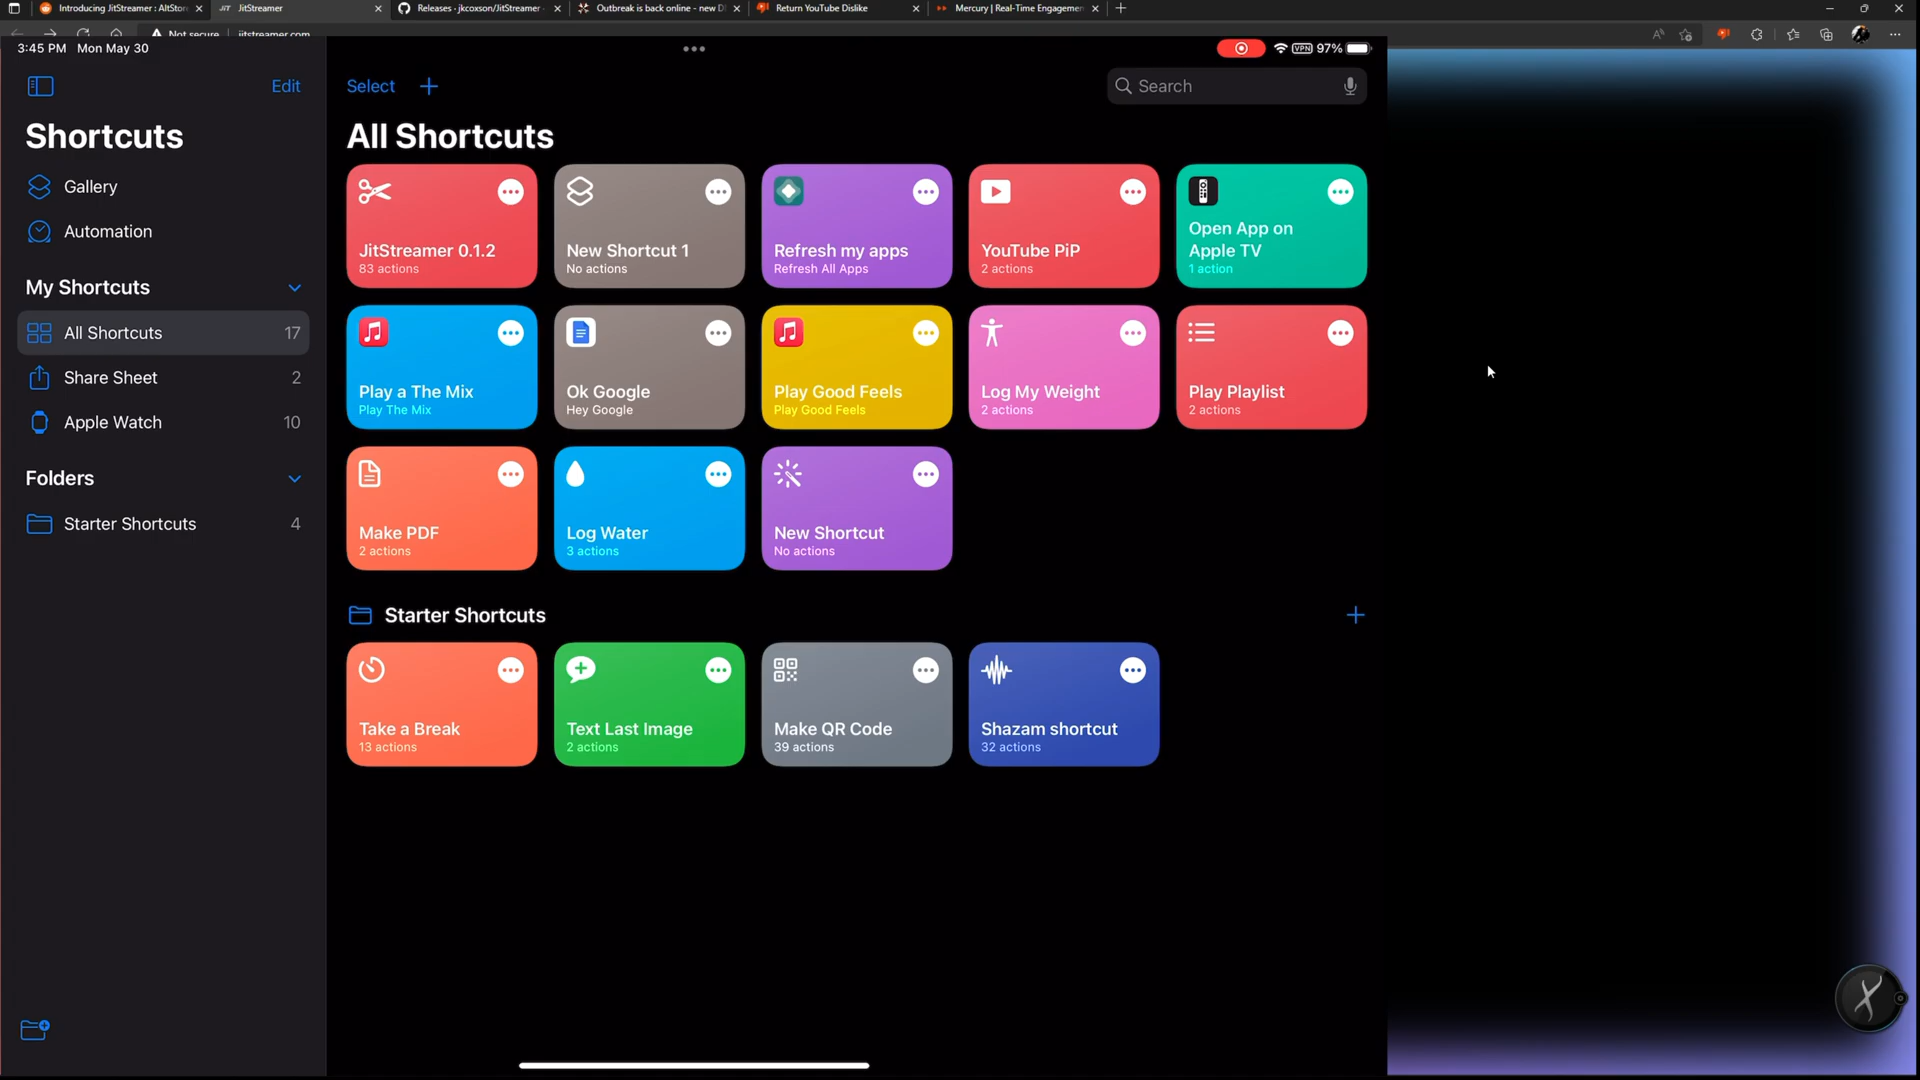 Introducing JitStreamer : AltStor
JIT JitStreamer
Releases · jkcoxson/JitStreamer
Outbreak is back online - new D
Return YouTube Dislike
Mercury | Real-Time Engagemen
Not secure jitstreamer.com
3:45 PM Mon May 30
VPN 97%
Edit
Select
Search
Shortcuts
Gallery
Automation
My Shortcuts
All Shortcuts 17
Share Sheet 2
Apple Watch 10
Folders
Starter Shortcuts 4
All Shortcuts
JitStreamer 0.1.2
83 actions
New Shortcut 1
No actions
Refresh my apps
Refresh All Apps
YouTube PiP
2 actions
Open App on
Apple TV
1 action
Play a The Mix
Play The Mix
Ok Google
Hey Google
Play Good Feels
Play Good Feels
Log My Weight
2 actions
Play Playlist
2 actions
Make PDF
2 actions
Log Water
3 actions
New Shortcut
No actions
Starter Shortcuts
Take a Break
13 actions
Text Last Image
2 actions
Make QR Code
39 actions
Shazam shortcut
32 actions